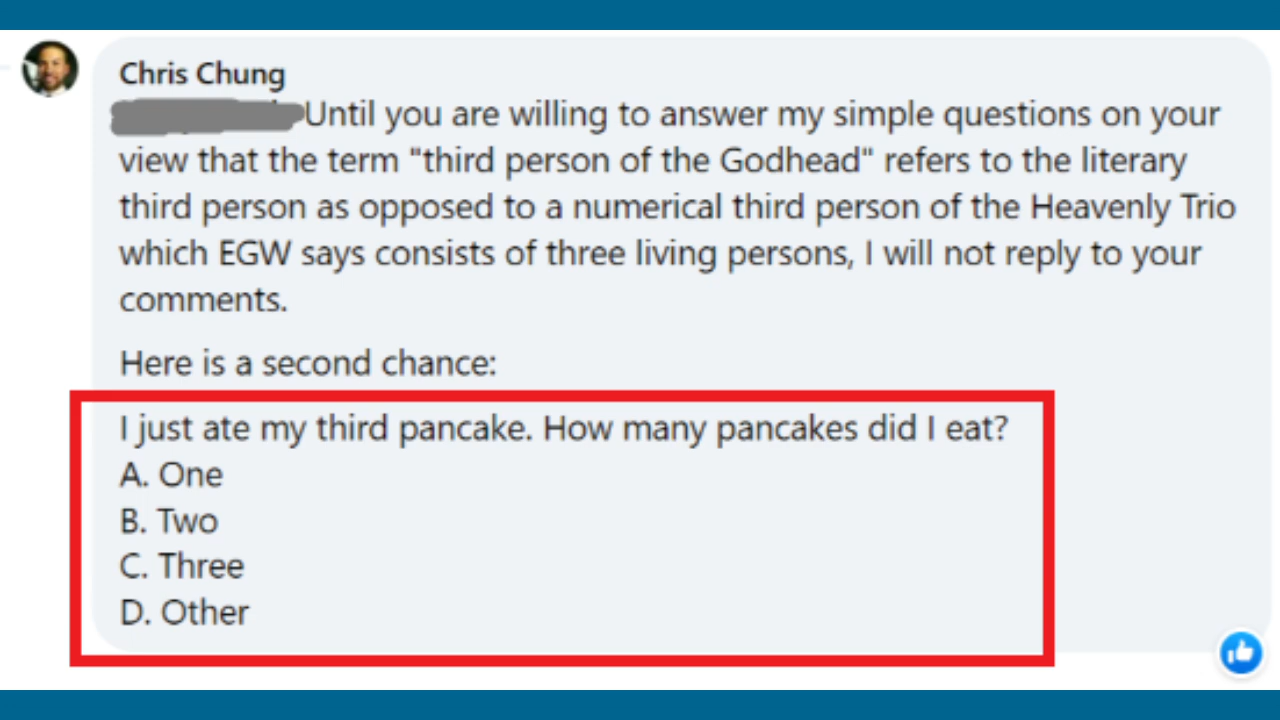 Chris Chung
Until you are willing to answer my simple questions on your
view that the term "third person of the Godhead" refers to the literary
third person as opposed to a numerical third person of the Heavenly Trio
which EGW says consists of three living persons, I will not reply to your
comments.
Here is a second chance:
I just ate my third pancake. How many pancakes did I eat?
A. One
B. Two
C. Three
D. Other